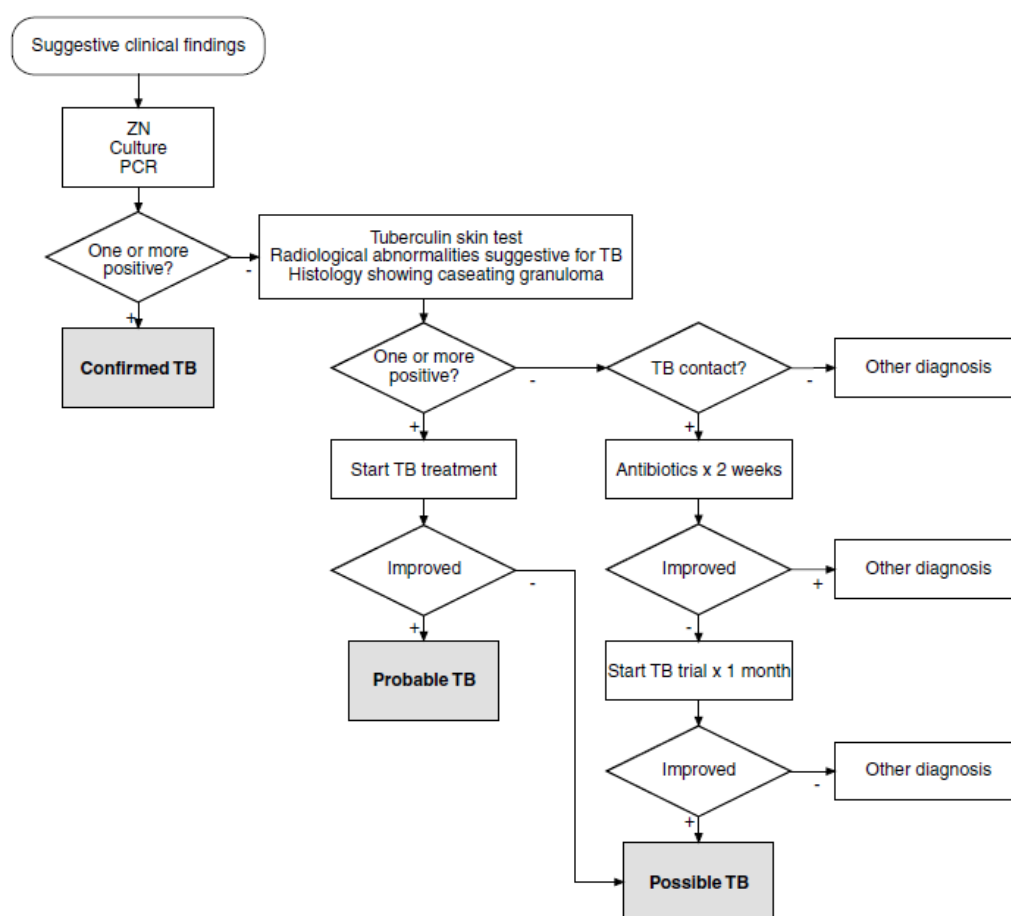 Suggestive clinical findings
ZN
Culture
PCR
One or more
positive?
-
+
Confirmed TB
Tuberculin skin test
Radiological abnormalities suggestive for TB
Histology showing caseating granuloma
One or more
positive?
-
+
TB contact?
-
+
Other diagnosis
Start TB treatment
Antibiotics x 2 weeks
Improved
-
+
Improved
+
-
Other diagnosis
Probable TB
Start TB trial x 1 month
Improved
-
+
Other diagnosis
Possible TB